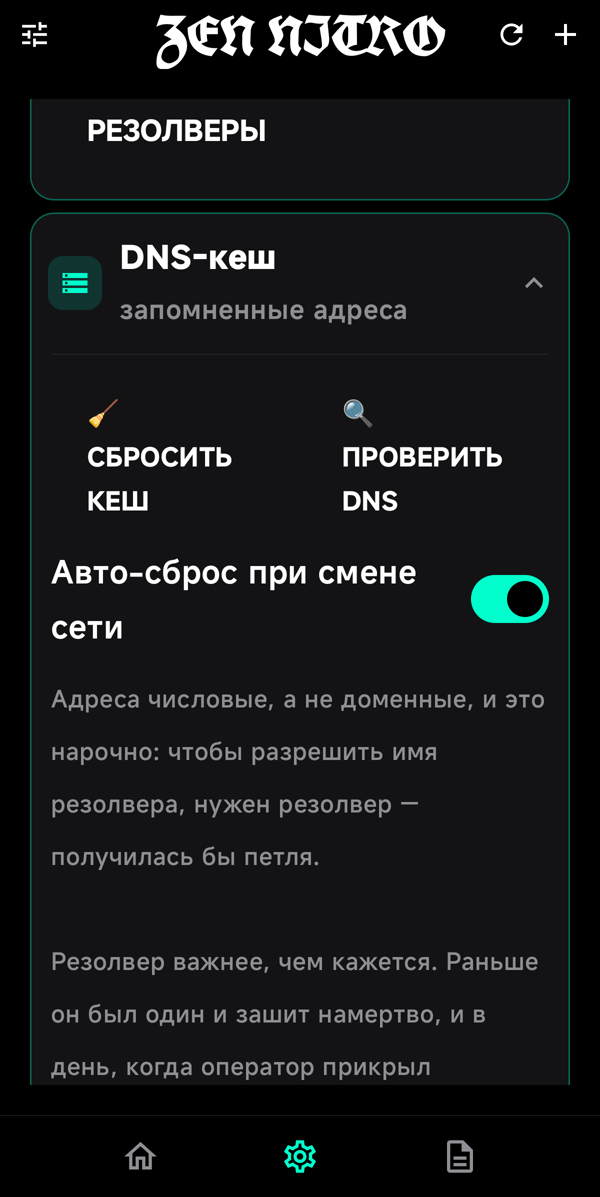 ZEN NITRO
РЕЗОЛВЕРЫ
DNS-кеш
запомненные адреса
СБРОСИТЬ
КЕШ
ПРОВЕРИТЬ
DNS
Авто-сброс при смене
сети
Адреса числовые, а не доменные, и это
нарочно: чтобы разрешить имя
резолвера, нужен резолвер —
получилась бы петля.
Резолвер важнее, чем кажется. Раньше
он был один и зашит намертво, и в
день, когда оператор прикрыл